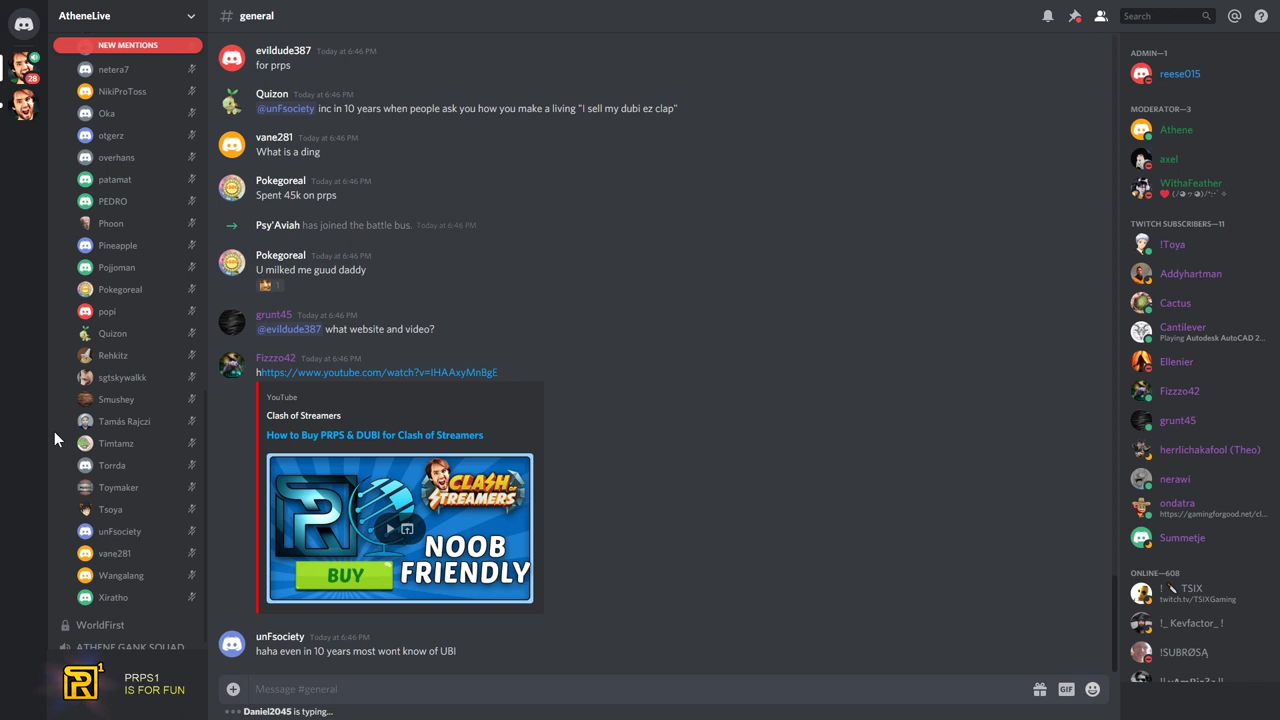 AtheneLive
NEW MENTIONS
28
netera7
NikiProToss
Oka
otgerz
overhans
patamat
PEDRO
Phoon
Pineapple
Pojjoman
Pokegoreal
popi
Quizon
Rehkitz
sgtskywalkk
Smushey
Tamás Rajczi
Timtamz
Torrda
Toymaker
Tsoya
unFsociety
vane281
Wangalang
Xiratho
WorldFirst
ATHENE GANK SQUAD
PRPS1
IS FOR FUN
# general
Search
evildude387 Today at 6:46 PM
for prps
Quizon Today at 6:46 PM
@unFsociety inc in 10 years when people ask you how you make a living "I sell my dubi ez clap"
vane281 Today at 6:46 PM
What is a ding
Pokegoreal Today at 6:46 PM
Spent 45k on prps
Psy'Aviah has joined the battle bus. Today at 6:46 PM
Pokegoreal Today at 6:46 PM
U milked me guud daddy
1
grunt45 Today at 6:46 PM
@evildude387 what website and video?
Fizzzo42 Today at 6:46 PM
hhttps://www.youtube.com/watch?v=IHAAxyMnBgE
YouTube
Clash of Streamers
How to Buy PRPS & DUBI for Clash of Streamers
CLASH OF
STREAMERS
NOOB
FRIENDLY
BUY
unFsociety Today at 6:46 PM
haha even in 10 years most wont know of UBI
Message #general
GIF
Daniel2045 is typing...
ADMIN—1
reese015
MODERATOR—3
Athene
axel
WithaFeather
TWITCH SUBSCRIBERS—11
!Toya
Addyhartman
Cactus
Cantilever
Playing Autodesk AutoCAD 2...
Ellenier
Fizzzo42
grunt45
herrlichakafool (Theo)
nerawi
ondatra
https://gamingforgood.net/cl...
Summetje
ONLINE—608
! TSIX
twitch.tv/TSIXGaming
!_ Kevfactor_ !
!SUBRØSĄ